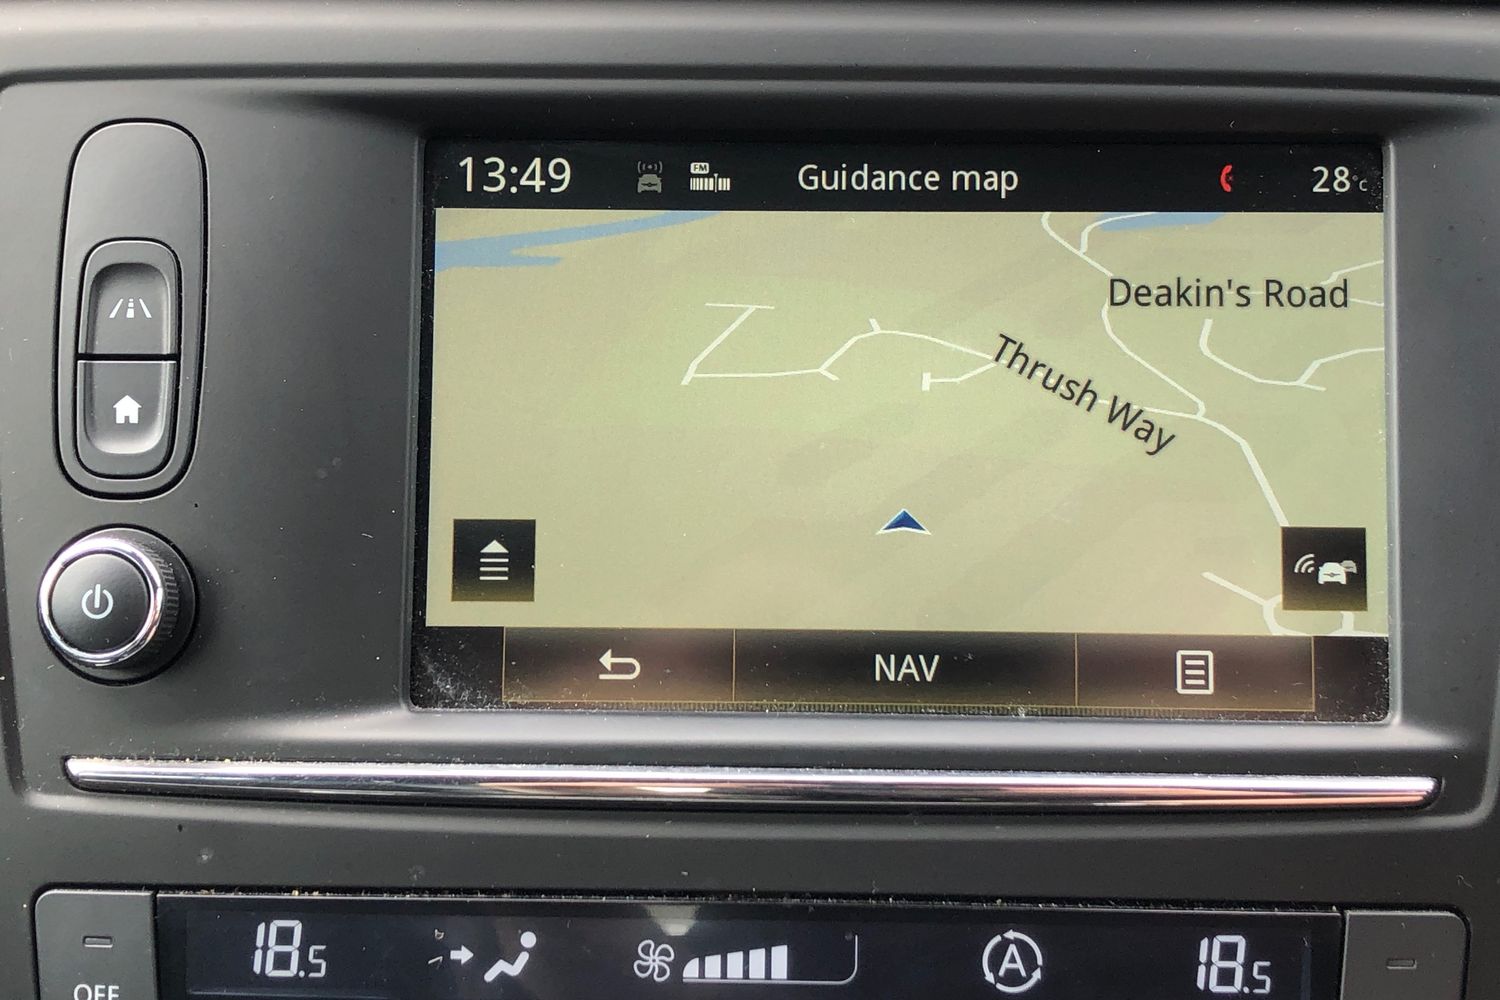 13:49
FM
Guidance map
28°C
Deakin's Road
Thrush Way
NAV
18.5
A
18.5
OFF